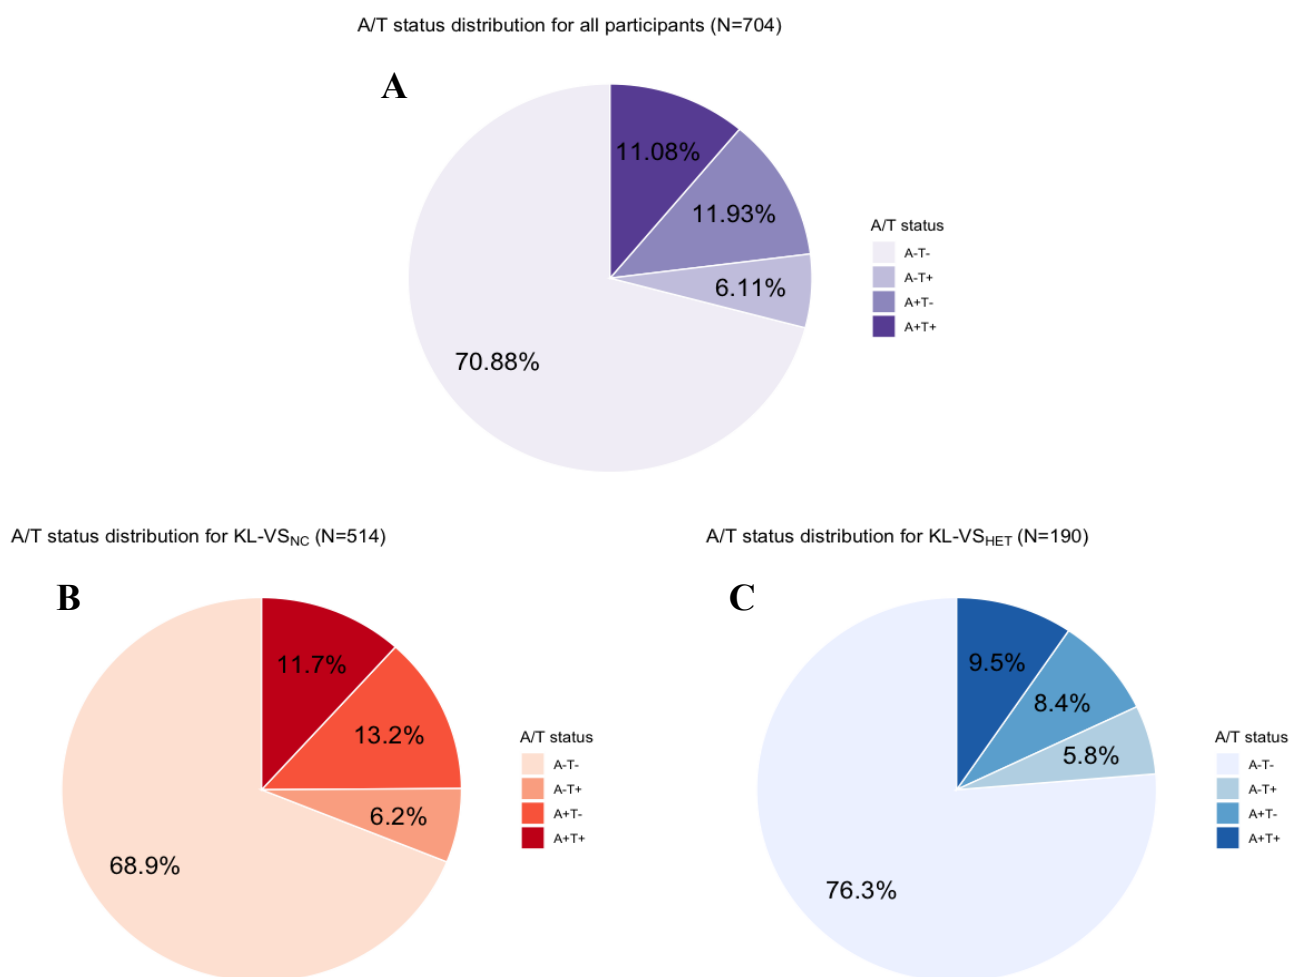 A/T status distribution for all participants (N=704)
A
11.08%
11.93%
6.11%
70.88%
A/T status
A-T-
A-T+
A+T-
A+T+
A/T status distribution for KL-VSNC (N=514)
B
11.7%
13.2%
6.2%
68.9%
A/T status
A-T-
A-T+
A+T-
A+T+
A/T status distribution for KL-VSHET (N=190)
C
9.5%
8.4%
5.8%
76.3%
A/T status
A-T-
A-T+
A+T-
A+T+